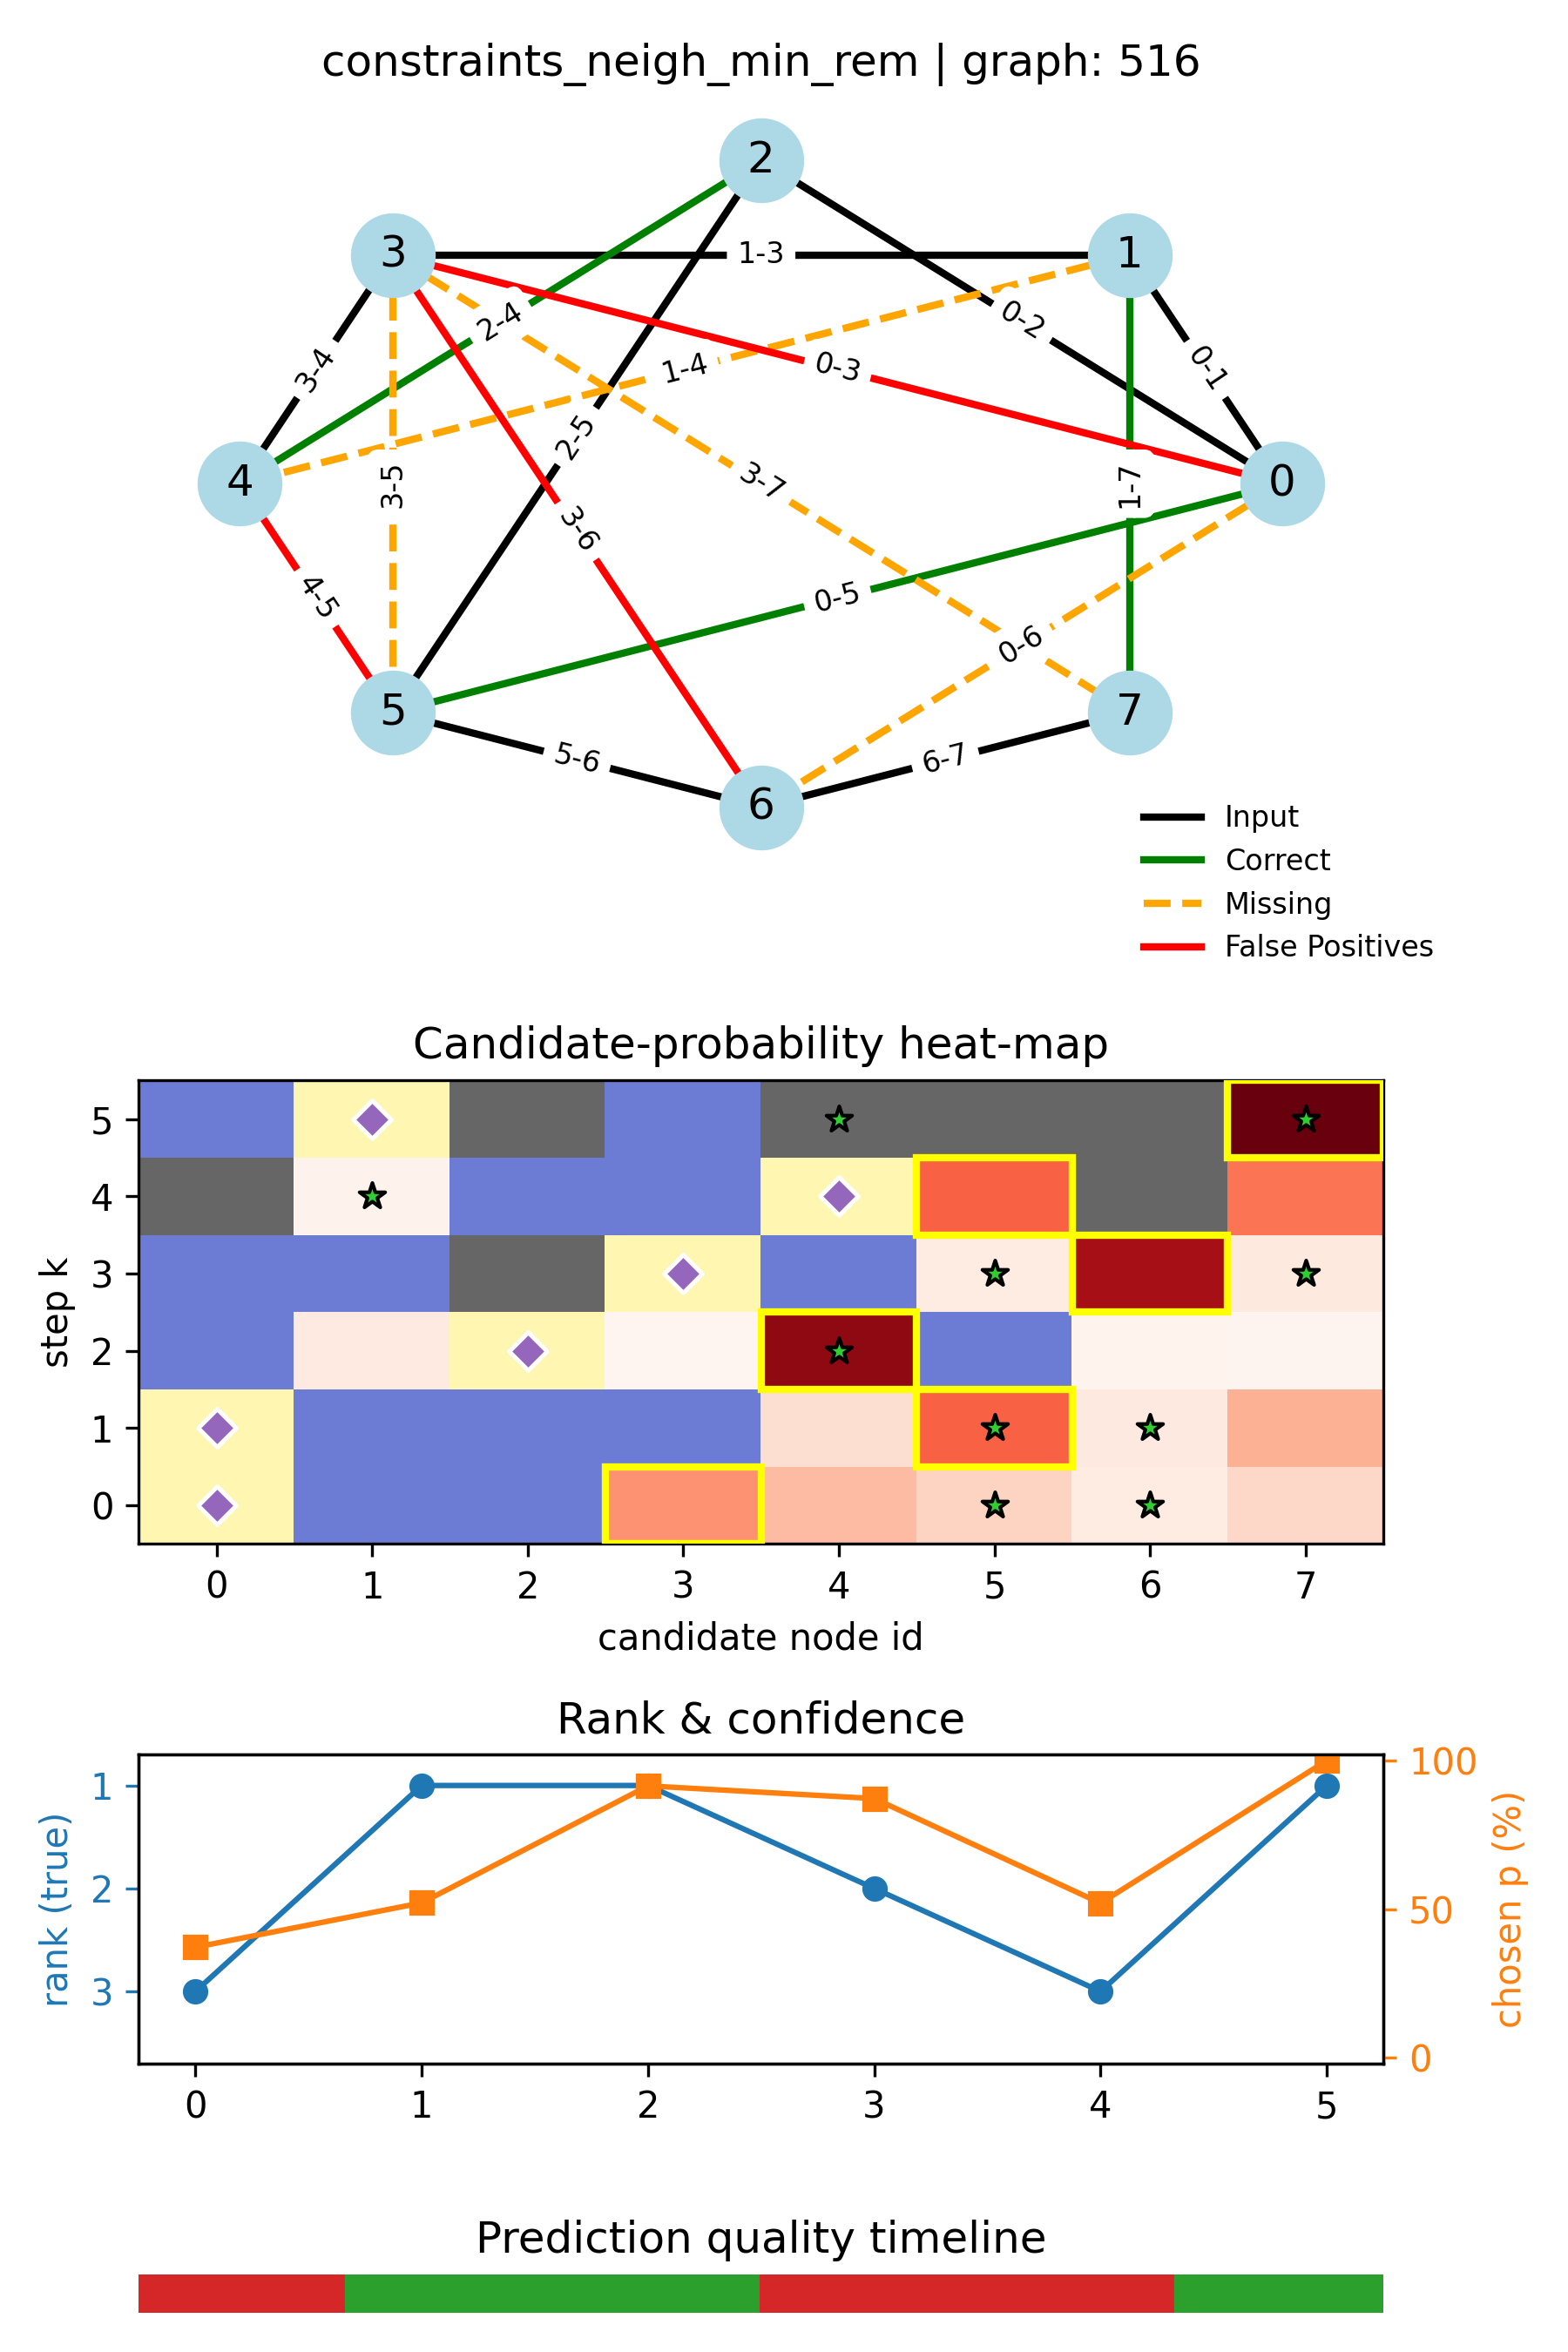 constraints_neigh_min_rem | graph: 516
2
3
1
1-3
2-4
0-2
3-4
1-4
0-3
0-1
2-5
4
3-5
3-7
1-7
0
3-6
4-5
0-5
0-6
5
7
5-6
6-7
6
Input
Correct
Missing
False Positives
Candidate-probability heat-map
step k
5
4
3
2
1
0
0 1 2 3 4 5 6 7
candidate node id
Rank & confidence
rank (true)
1
2
3
100
50
0
chosen p (%)
0 1 2 3 4 5
Prediction quality timeline